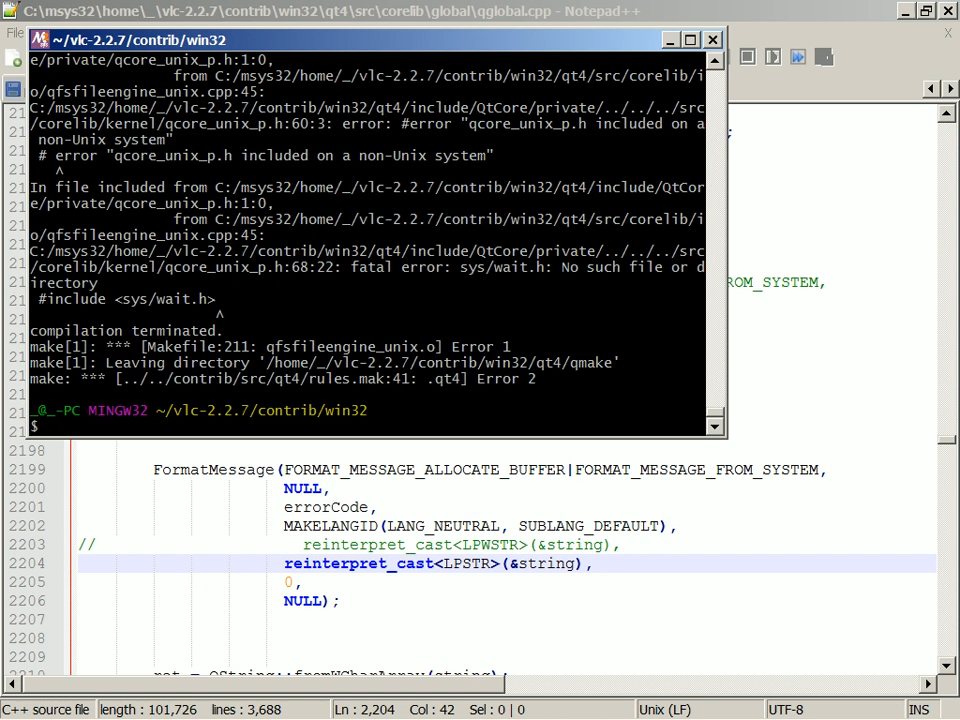 C:\msys32\home\_\vlc-2.2.7\contrib\win32\qt4\src\corelib\global\qglobal.cpp - Notepad++
File
X
~/vlc-2.2.7/contrib/win32
e/private/qcore_unix_p.h:1:0,
                 from C:/msys32/home/_/vlc-2.2.7/contrib/win32/qt4/src/corelib/i
o/qfsfileengine_unix.cpp:45:
C:/msys32/home/_/vlc-2.2.7/contrib/win32/qt4/include/QtCore/private/../../../src
/corelib/kernel/qcore_unix_p.h:60:3: error: #error "qcore_unix_p.h included on a
 non-Unix system"
 # error "qcore_unix_p.h included on a non-Unix system"
   ^
In file included from C:/msys32/home/_/vlc-2.2.7/contrib/win32/qt4/include/QtCor
e/private/qcore_unix_p.h:1:0,
                 from C:/msys32/home/_/vlc-2.2.7/contrib/win32/qt4/src/corelib/i
o/qfsfileengine_unix.cpp:45:
C:/msys32/home/_/vlc-2.2.7/contrib/win32/qt4/include/QtCore/private/../../../src
/corelib/kernel/qcore_unix_p.h:68:22: fatal error: sys/wait.h: No such file or d
irectory
 #include <sys/wait.h>
                      ^
compilation terminated.
make[1]: *** [Makefile:211: qfsfileengine_unix.o] Error 1
make[1]: Leaving directory '/home/_/vlc-2.2.7/contrib/win32/qt4/qmake'
make: *** [../../contrib/src/qt4/rules.mak:41: .qt4] Error 2
_@_-PC MINGW32 ~/vlc-2.2.7/contrib/win32
$
;
ROM_SYSTEM,
2198
2199 FormatMessage(FORMAT_MESSAGE_ALLOCATE_BUFFER|FORMAT_MESSAGE_FROM_SYSTEM,
2200 NULL,
2201 errorCode,
2202 MAKELANGID(LANG_NEUTRAL, SUBLANG_DEFAULT),
2203 // reinterpret_cast<LPWSTR>(&string),
2204 reinterpret_cast<LPSTR>(&string),
2205 0,
2206 NULL);
2207
2208
2209
2210 ret = QString::fromWCharArray(string);
C++ source file length : 101,726 lines : 3,688 Ln : 2,204 Col : 42 Sel : 0 | 0 Unix (LF) UTF-8 INS